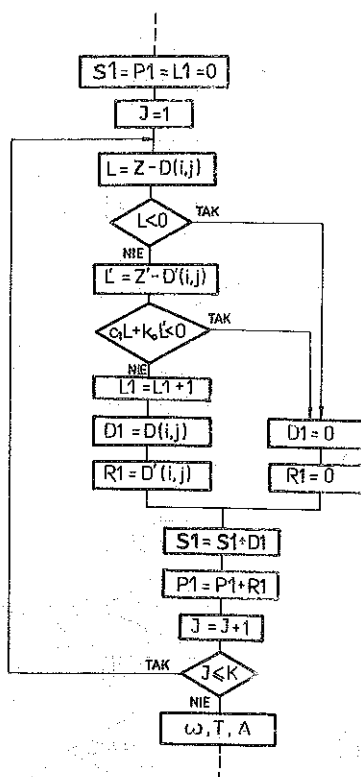 S1=P1=L1=0
J=1
L=Z-D(i,j)
L<0
TAK
NIE
L'=Z'-D'(i,j)
c₁L+k₀L'<0
TAK
NIE
L1=L1+1
D1=D(i,j)
D1=0
R1=D'(i,j)
R1=0
S1=S1+D1
P1=P1+R1
J=J+1
TAK
J≤K
NIE
ω,T,A